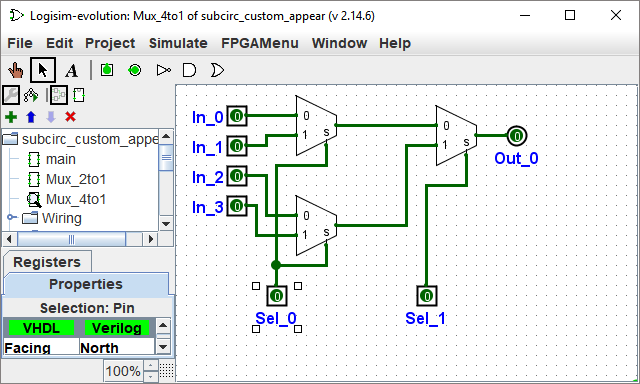 Logisim-evolution: Mux_4to1 of subcirc_custom_appear (v 2.14.6)
File Edit Project Simulate FPGAMenu Window Help
A
subcirc_custom_appe
main
Mux_2to1
Mux_4to1
Wiring
Registers
Properties
Selection: Pin
VHDL Verilog
Facing North
100%
In_0 0
In_1 0
In_2 0
In_3 0
0
1
s
0
1
s
0
1
s
0
Out_0
0
Sel_0
0
Sel_1